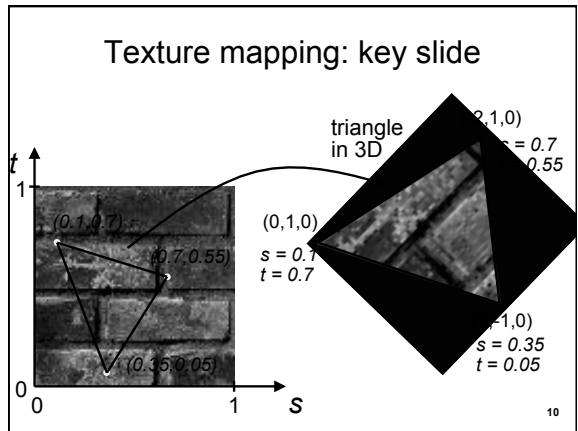 Texture mapping: key slide
triangle
in 3D
t
1
(0.1,0.7)
(0.7,0.55)
(0.35,0.05)
0
0
1
s
(0,1,0)
s = 0.1
t = 0.7
2,1,0)
s = 0.7
55
-1,0)
s = 0.35
t = 0.05
10